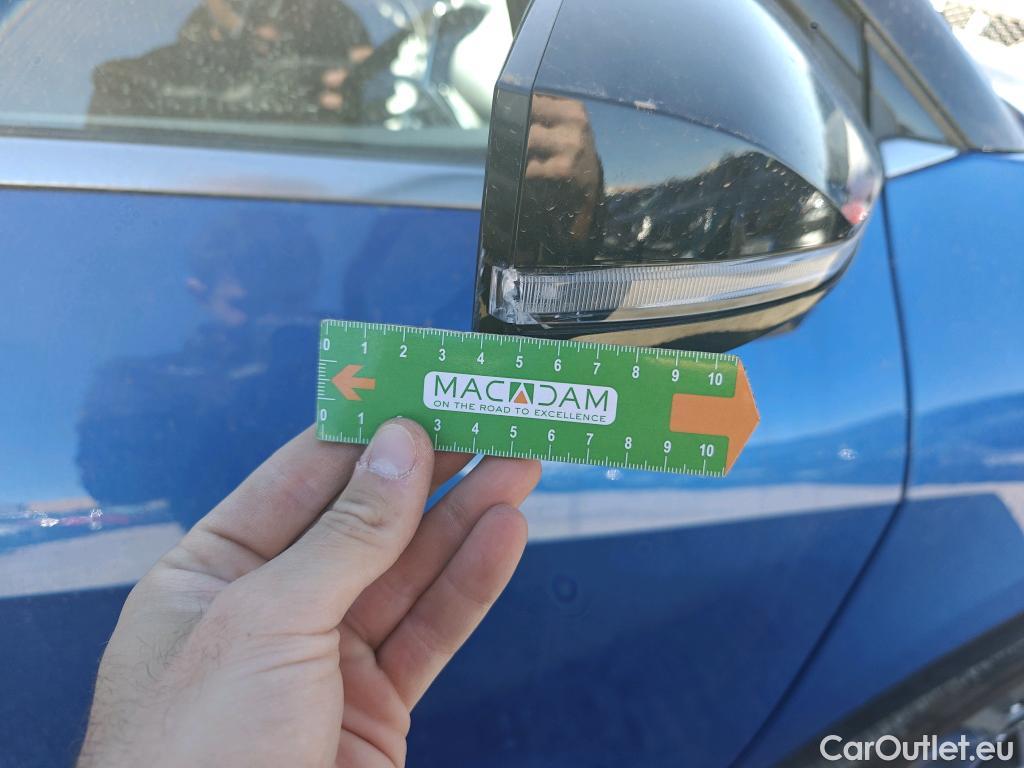 0 1 2 3 4 5 6 7 8 9 10
MACADAM
ON THE ROAD TO EXCELLENCE
0 1 3 4 5 6 7 8 9 10
CarOutlet.eu